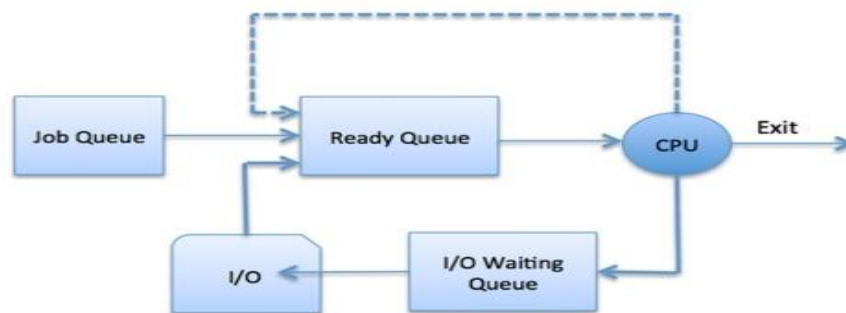 Job Queue
Ready Queue
CPU
Exit
I/O
I/O Waiting
Queue